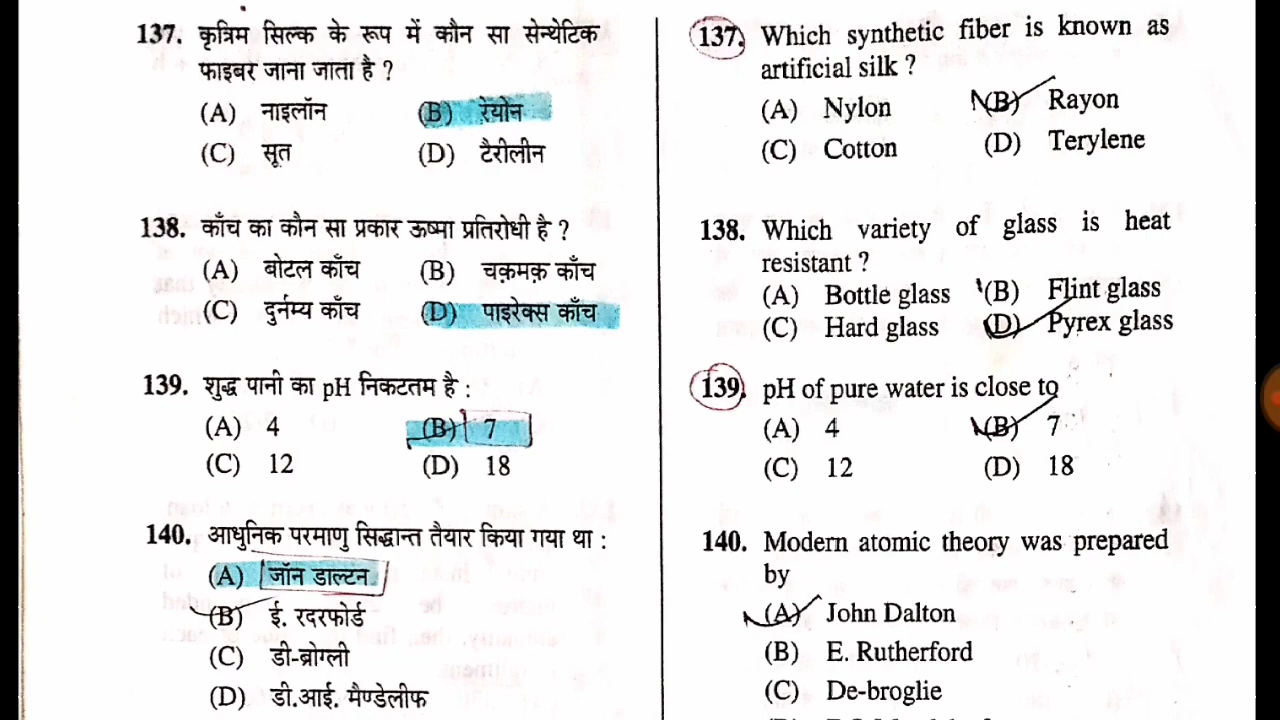 137. कृत्रिम सिल्क के रूप में कौन सा सेन्थेटिक
फाइबर जाना जाता है ?
(A) नाइलॉन (B) रेयोन
(C) सूत (D) टैरीलीन
138. काँच का कौन सा प्रकार ऊष्मा प्रतिरोधी है ?
(A) बोटल काँच (B) चक़मक़ काँच
(C) दुर्नम्य काँच (D) पाइरेक्स काँच
139. शुद्ध पानी का pH निकटतम है :
(A) 4 (B) 7
(C) 12 (D) 18
140. आधुनिक परमाणु सिद्धान्त तैयार किया गया था :
(A) जॉन डाल्टन
(B) ई. रदरफोर्ड
(C) डी-ब्रोग्ली
(D) डी.आई. मैण्डेलीफ
137. Which synthetic fiber is known as
artificial silk ?
(A) Nylon (B) Rayon
(C) Cotton (D) Terylene
138. Which variety of glass is heat
resistant ?
(A) Bottle glass (B) Flint glass
(C) Hard glass (D) Pyrex glass
139. pH of pure water is close to
(A) 4 (B) 7
(C) 12 (D) 18
140. Modern atomic theory was prepared
by
(A) John Dalton
(B) E. Rutherford
(C) De-broglie